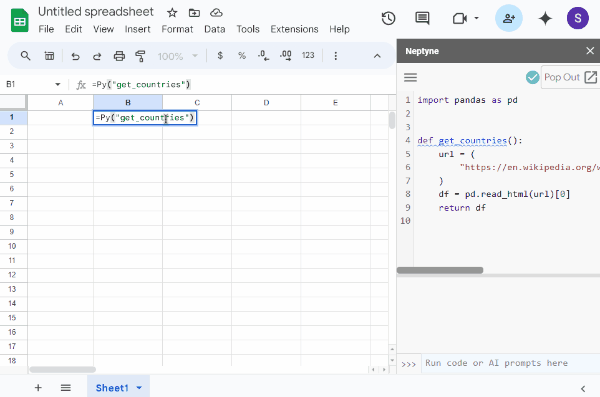 Untitled spreadsheet
S
File Edit View Insert Format Data Tools Extensions Help
100% $ % .0 .00 123
B1 fx =Py("get_countries")
A B C D E
1 =Py("get_countries")
2
3
4
5
6
7
8
9
10
11
12
13
14
15
16
17
18
+ Sheet1
Neptyne
Pop Out
1 import pandas as pd
2
3
4 def get_countries():
5 url = (
6 "https://en.wikipedia.org/w
7 )
8 df = pd.read_html(url)[0]
9 return df
10
>>> Run code or AI prompts here